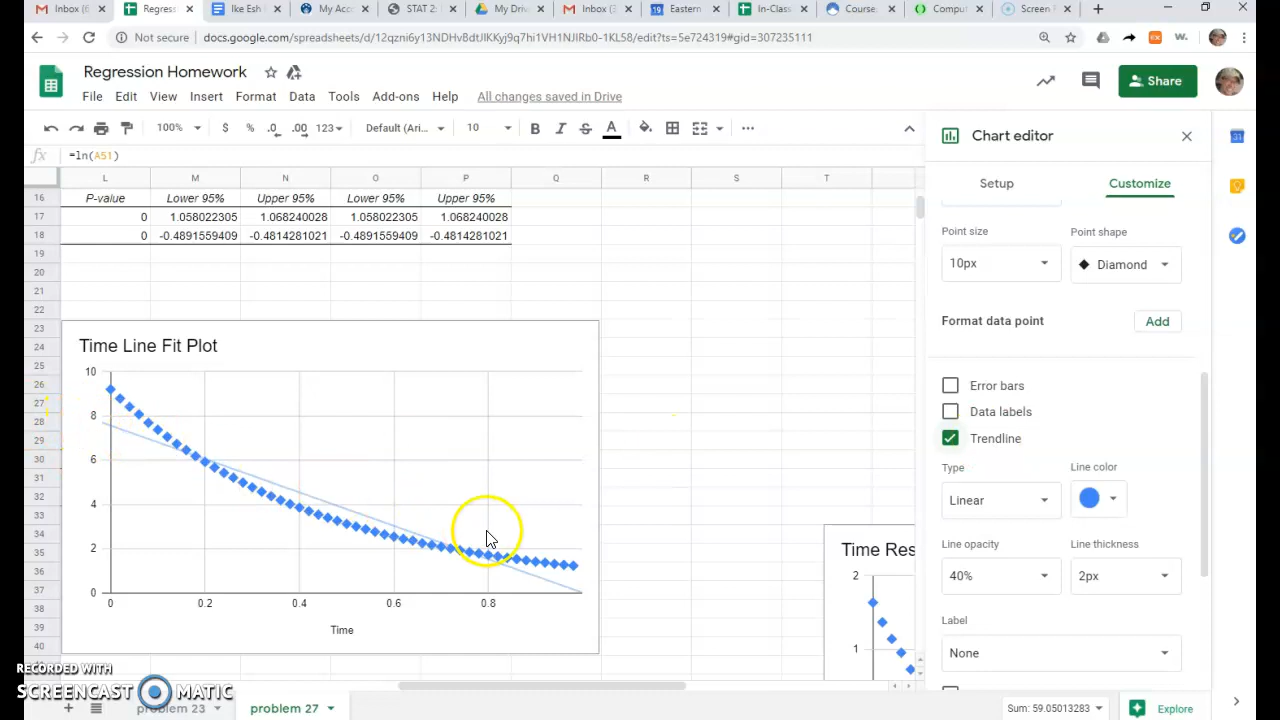 Inbox (6
Regress
Ike Esh
My Acco
STAT 2
My Driv
Inbox (3
Eastern
In-Class
Course
Compu
Screen F
Not secure docs.google.com/spreadsheets/d/12qzni6y13NDHvBdtJIKKyj9q7hi1VH1NJIRb0-1KL58/edit?ts=5e724319#gid=307235111
Regression Homework
File Edit View Insert Format Data Tools Add-ons Help All changes saved in Drive
Share
100% $ % .0 .00 123 Default (Ari... 10 B I S A
fx =ln(A51)
L M N O P Q R S T
16 P-value Lower 95% Upper 95% Lower 95% Upper 95%
17 0 1.058022305 1.068240028 1.058022305 1.068240028
18 0 -0.4891559409 -0.4814281021 -0.4891559409 -0.4814281021
19
20
21
22
23
24
25
26
27
28
29
30
31
32
33
34
35
36
37
38
39
40
Time Line Fit Plot
10
8
6
4
2
0
0 0.2 0.4 0.6 0.8
Time
Time Res
2
1
Chart editor
Setup Customize
Point size Point shape
10px Diamond
Format data point Add
Error bars
Data labels
Trendline
Type Line color
Linear
Line opacity Line thickness
40% 2px
Label
None
RECORDED WITH
SCREENCAST MATIC
problem 23 problem 27
Sum: 59.05013283 Explore
31